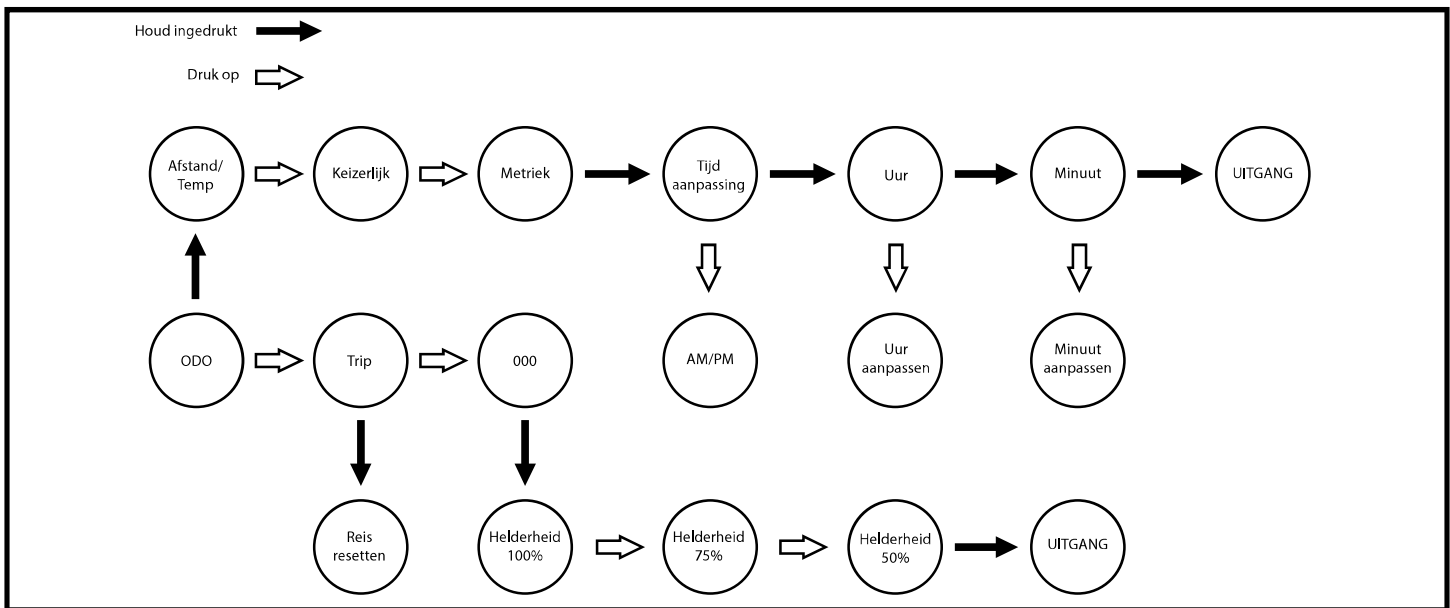 Houd ingedrukt
Druk op
Afstand/
Temp
Keizerlijk
Metriek
Tijd
aanpassing
Uur
Minuut
UITGANG
ODO
Trip
000
AM/PM
Uur
aanpassen
Minuut
aanpassen
Reis
resetten
Helderheid
100%
Helderheid
75%
Helderheid
50%
UITGANG